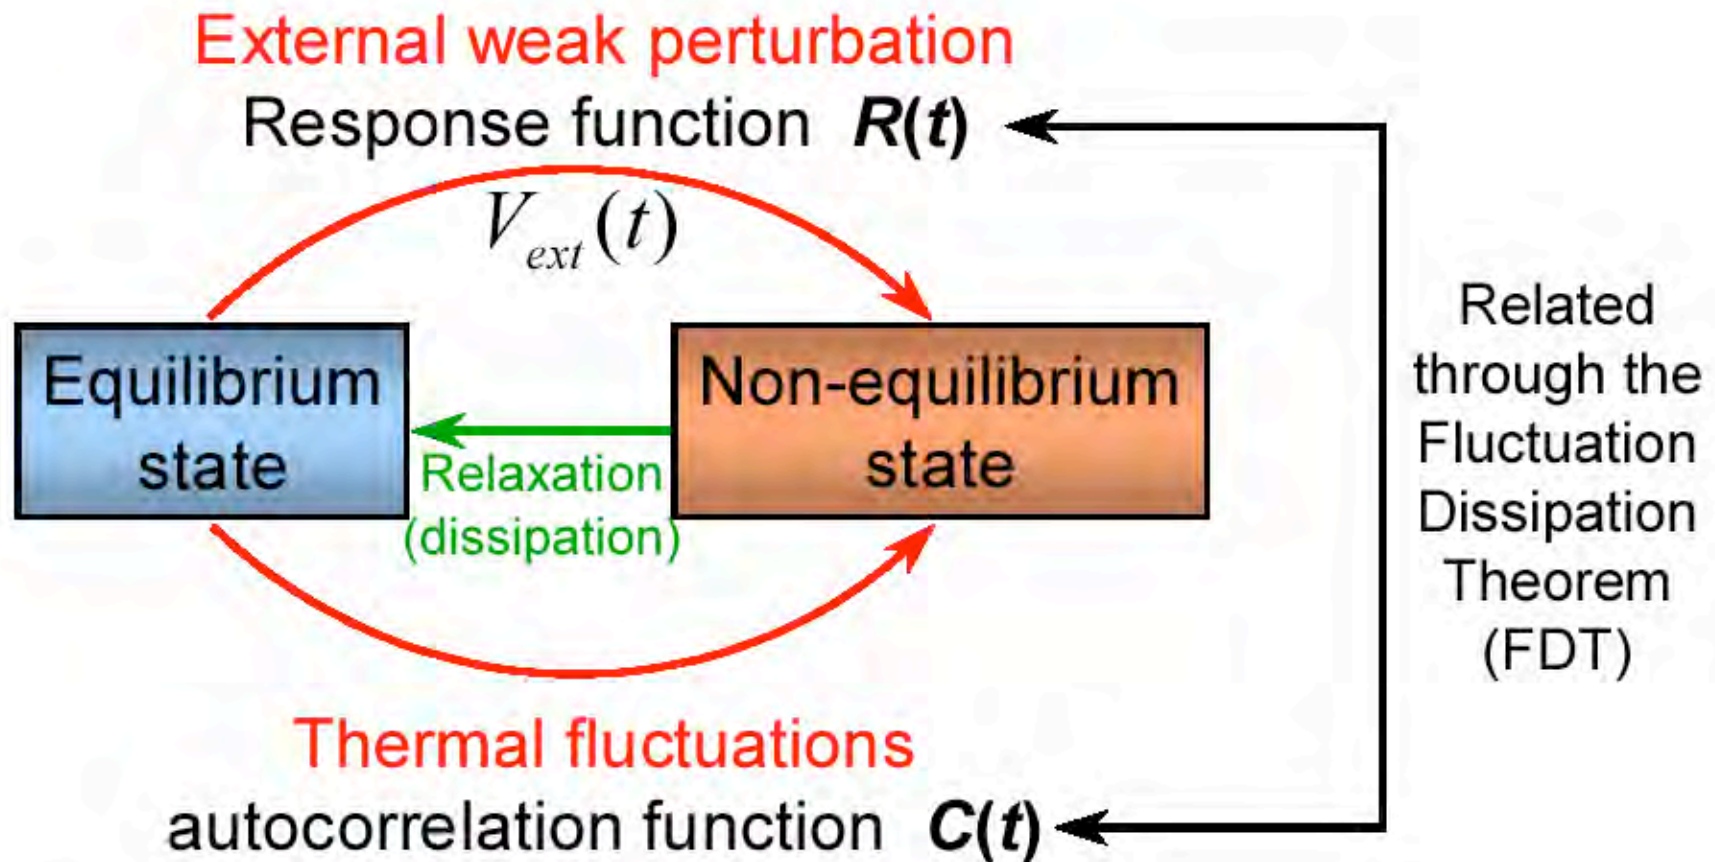 External weak perturbation
Response function R(t)
V_ext(t)
Equilibrium
state
Non-equilibrium
state
Relaxation
(dissipation)
Thermal fluctuations
autocorrelation function C(t)
Related
through the
Fluctuation
Dissipation
Theorem
(FDT)